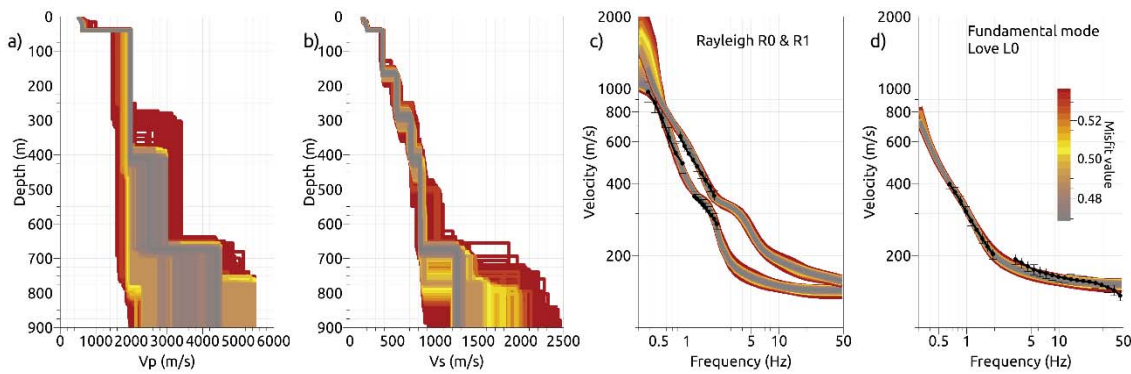 a)
0
100
200
300
400
500
600
700
800
900
Depth (m)
0 1000 2000 3000 4000 5000 6000
Vp (m/s)
b)
0
100
200
300
400
500
600
700
800
900
Depth (m)
0 500 1000 1500 2000 2500
Vs (m/s)
c)
Rayleigh R0 & R1
2000
1000
800
600
400
200
Velocity (m/s)
0.5 1 5 10 50
Frequency (Hz)
d)
Fundamental mode
Love L0
2000
1000
800
600
400
200
Velocity (m/s)
0.5 1 5 10 50
Frequency (Hz)
0.52
0.50
0.48
Misfit value